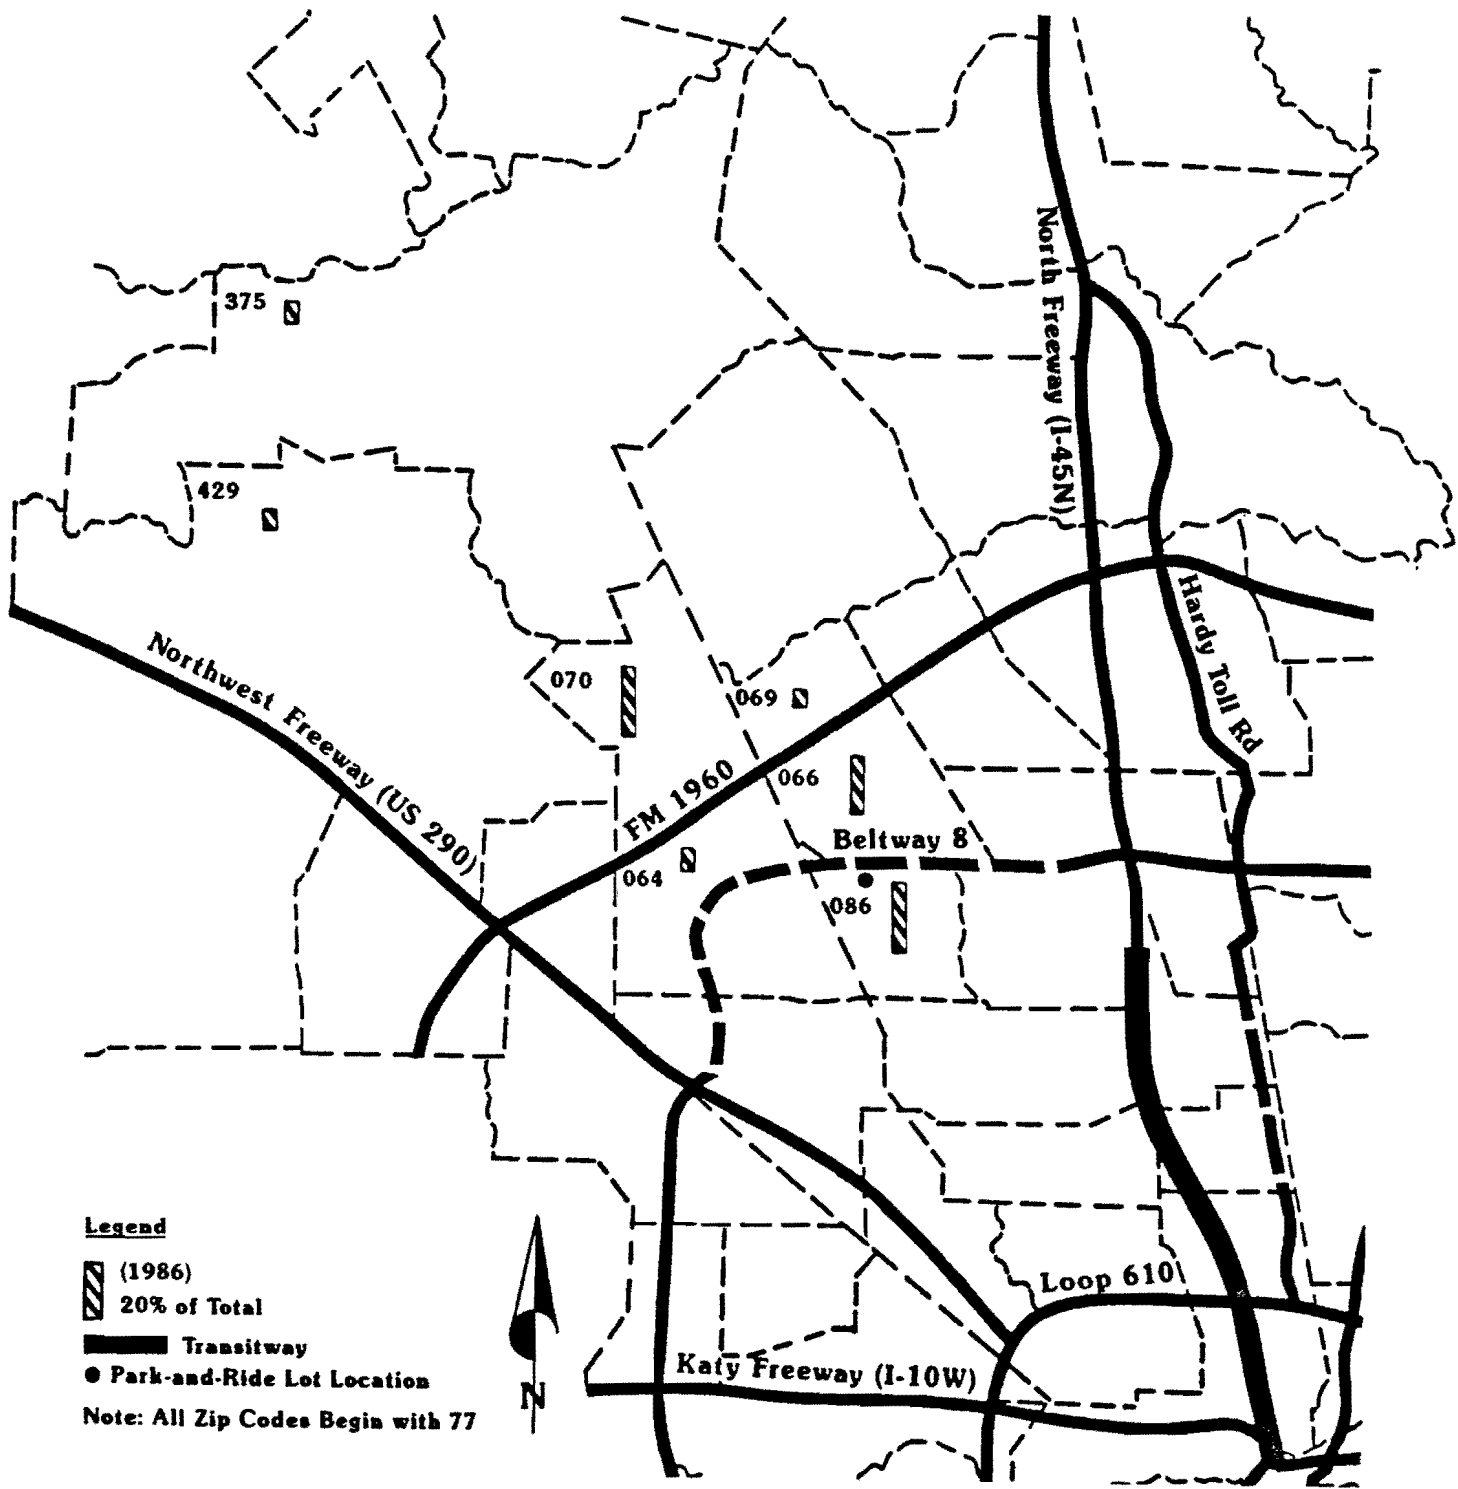 375
North Freeway (I-45N)
429
Hardy Toll Rd
Northwest Freeway (US 290)
070
069
FM 1960
066
Beltway 8
064
086
Legend
(1986)
20% of Total
Transitway
Park-and-Ride Lot Location
Note: All Zip Codes Begin with 77
N
Loop 610
Katy Freeway (I-10W)